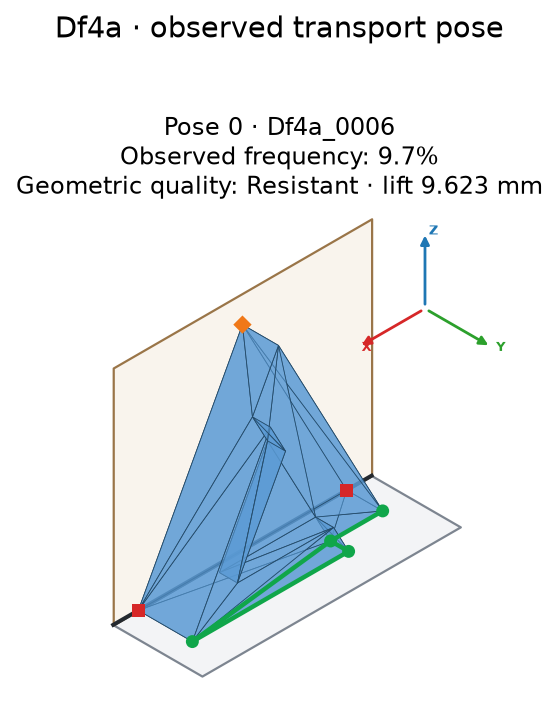 Df4a · observed transport pose
Pose 0 · Df4a_0006
Observed frequency: 9.7%
Geometric quality: Resistant · lift 9.623 mm
Z
X
Y